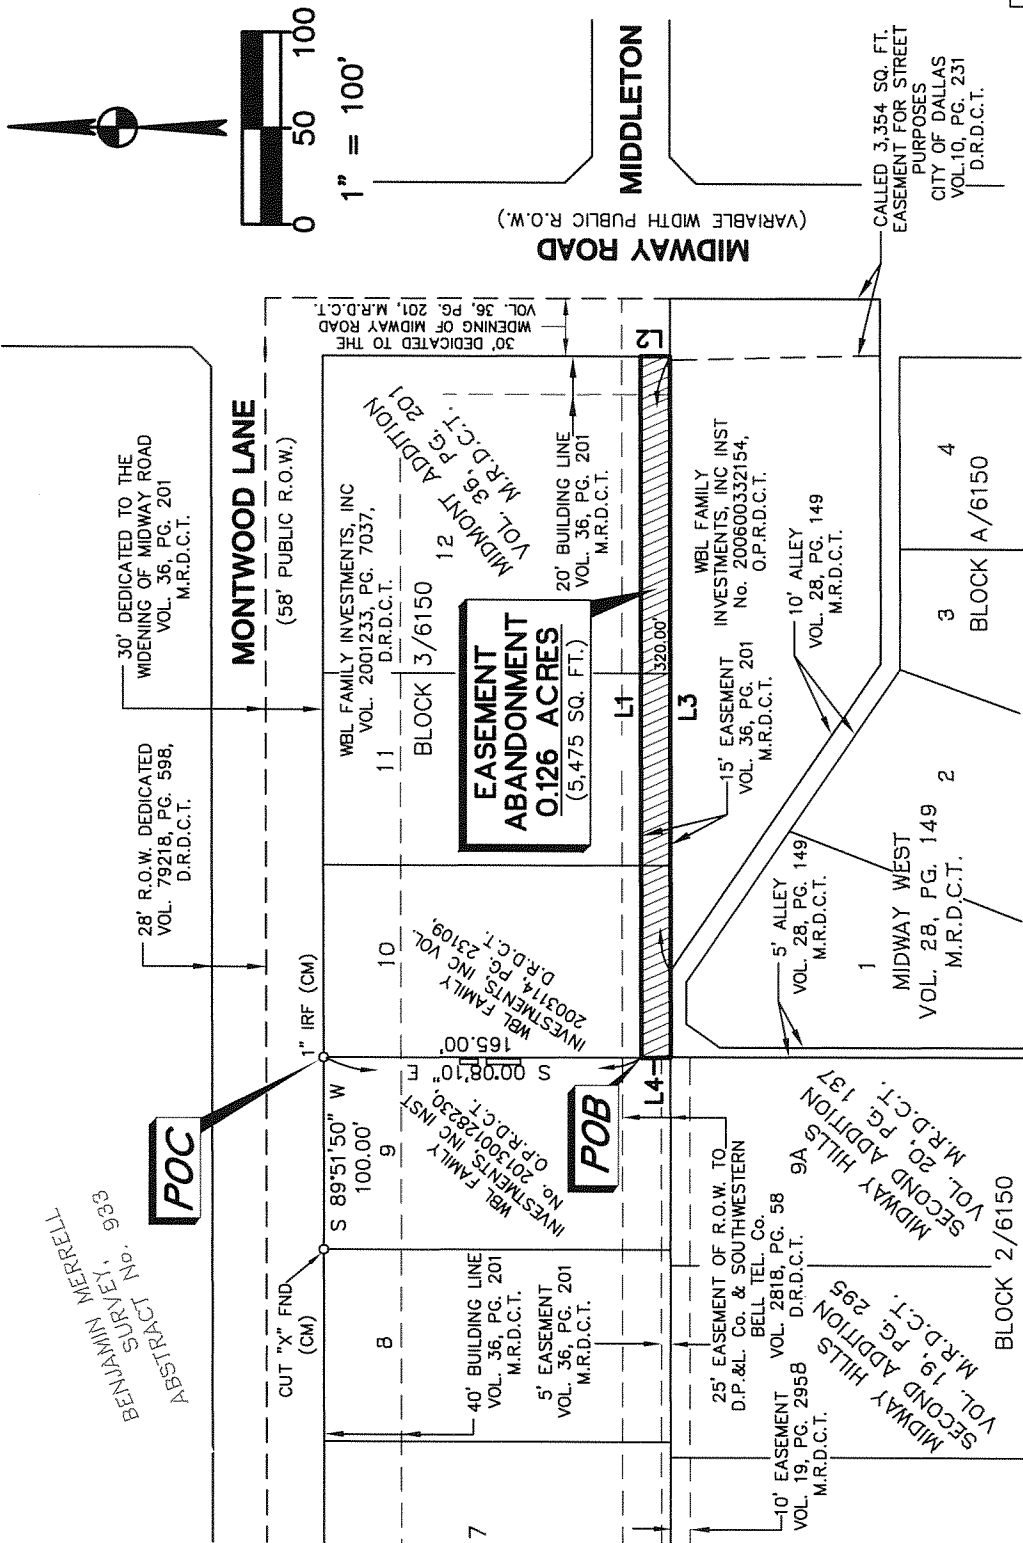 BENJAMIN MERRELL
SURVEY, 933
ABSTRACT No.
28' R.O.W. DEDICATED
VOL. 79218, PG. 598,
D.R.D.C.T.
30' DEDICATED TO THE
WIDENING OF MIDWAY ROAD
VOL. 36, PG. 201
M.R.D.C.T.
0 50 100
1" = 100'
MONTWOOD LANE
(58' PUBLIC R.O.W.)
MIDDLETON
MIDWAY ROAD
(VARIABLE WIDTH PUBLIC R.O.W.)
POC
CUT "X" FND
(CM)
1" IRF (CM)
S 89°51'50" W
100.00'
S 00°08'10" E
165.00'
30' DEDICATED TO THE
WIDENING OF MIDWAY ROAD
VOL. 36, PG. 201, M.R.D.C.T.
7
8
9
10
11
12
WBL FAMILY
INVESTMENTS, INC INST
No. 201300128230,
O.P.R.D.C.T.
WBL FAMILY
INVESTMENTS, INC VOL.
2003114, PG. 23109,
D.R.D.C.T.
WBL FAMILY INVESTMENTS, INC
VOL. 2001233, PG. 7037,
D.R.D.C.T.
BLOCK 3/6150
MIDMONT ADDITION
VOL. 36, PG. 201
M.R.D.C.T.
40' BUILDING LINE
VOL. 36, PG. 201
M.R.D.C.T.
5' EASEMENT
VOL. 36, PG. 201
M.R.D.C.T.
EASEMENT
ABANDONMENT
0.126 ACRES
(5,475 SQ. FT.)
20' BUILDING LINE
VOL. 36, PG. 201
M.R.D.C.T.
POB
L1
L2
L3
L4
320.00'
25' EASEMENT OF R.O.W. TO
D.P.&L. Co. & SOUTHWESTERN
BELL TEL. Co.
VOL. 2818, PG. 58
D.R.D.C.T.
10' EASEMENT
VOL. 19, PG. 295B
M.R.D.C.T.
15' EASEMENT
VOL. 36, PG. 201
M.R.D.C.T.
WBL FAMILY
INVESTMENTS, INC INST
No. 200600332154,
O.P.R.D.C.T.
CALLED 3,354 SQ. FT.
EASEMENT FOR STREET
PURPOSES
CITY OF DALLAS
VOL.10, PG. 231
D.R.D.C.T.
MIDWAY HILLS
SECOND ADDITION
VOL. 19, PG. 295
M.R.D.C.T.
9A
MIDWAY HILLS
SECOND ADDITION
VOL. 20, PG. 137
M.R.D.C.T.
BLOCK 2/6150
5' ALLEY
VOL. 28, PG. 149
M.R.D.C.T.
10' ALLEY
VOL. 28, PG. 149
M.R.D.C.T.
1
MIDWAY WEST
VOL. 28, PG. 149
M.R.D.C.T.
2
3
4
BLOCK A/6150